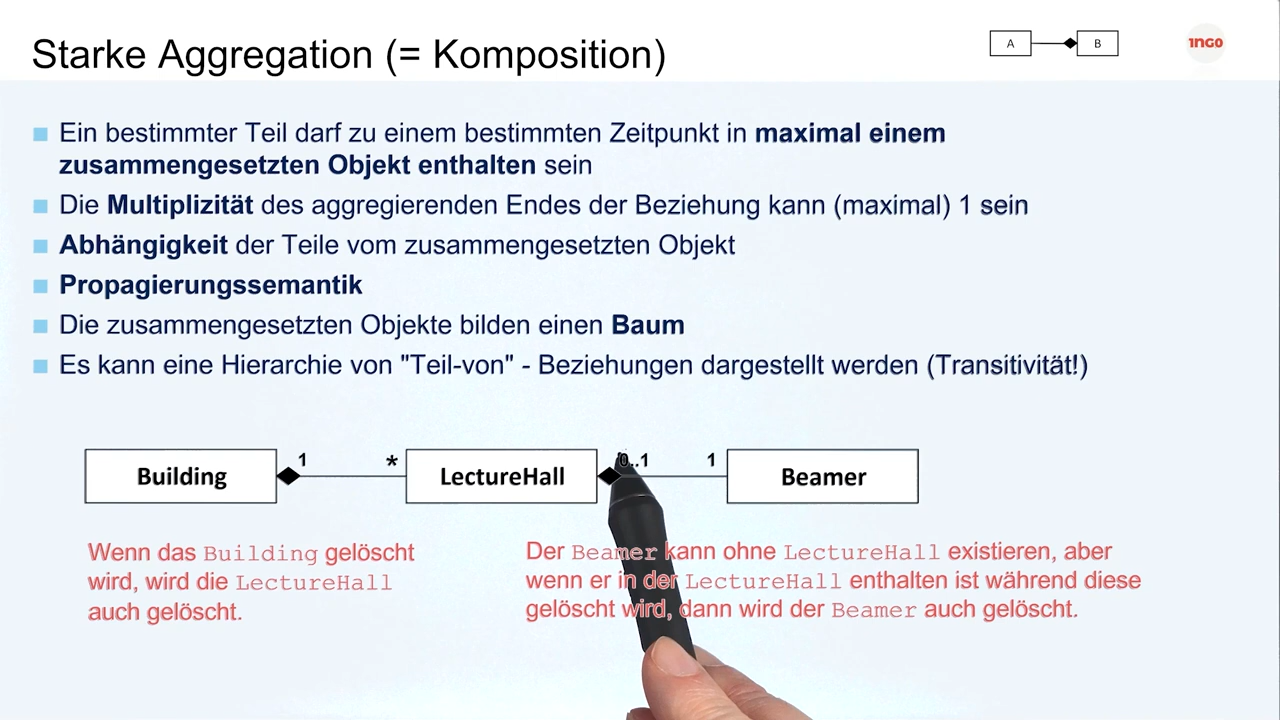 Starke Aggregation (= Komposition)
A
B
1NG0
Ein bestimmter Teil darf zu einem bestimmten Zeitpunkt in maximal einem
zusammengesetzten Objekt enthalten sein
Die Multiplizität des aggregierenden Endes der Beziehung kann (maximal) 1 sein
Abhängigkeit der Teile vom zusammengesetzten Objekt
Propagierungssemantik
Die zusammengesetzten Objekte bilden einen Baum
Es kann eine Hierarchie von "Teil-von" - Beziehungen dargestellt werden (Transitivität!)
Building
1
*
LectureHall
0..1
1
Beamer
Wenn das Building gelöscht
wird, wird die LectureHall
auch gelöscht.
Der Beamer kann ohne LectureHall existieren, aber
wenn er in der LectureHall enthalten ist während diese
gelöscht wird, dann wird der Beamer auch gelöscht.